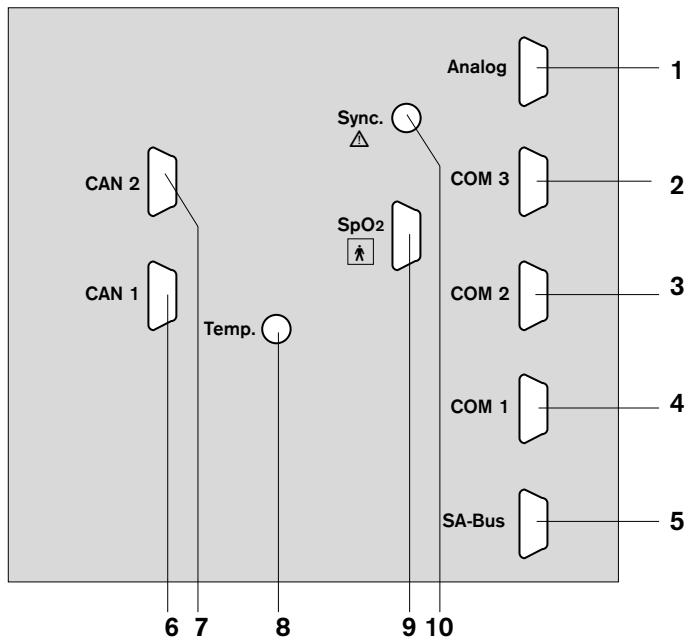 Analog 1
Sync.
CAN 2
COM 3 2
SpO2
CAN 1
COM 2 3
Temp.
COM 1 4
SA-Bus 5
6 7 8 9 10